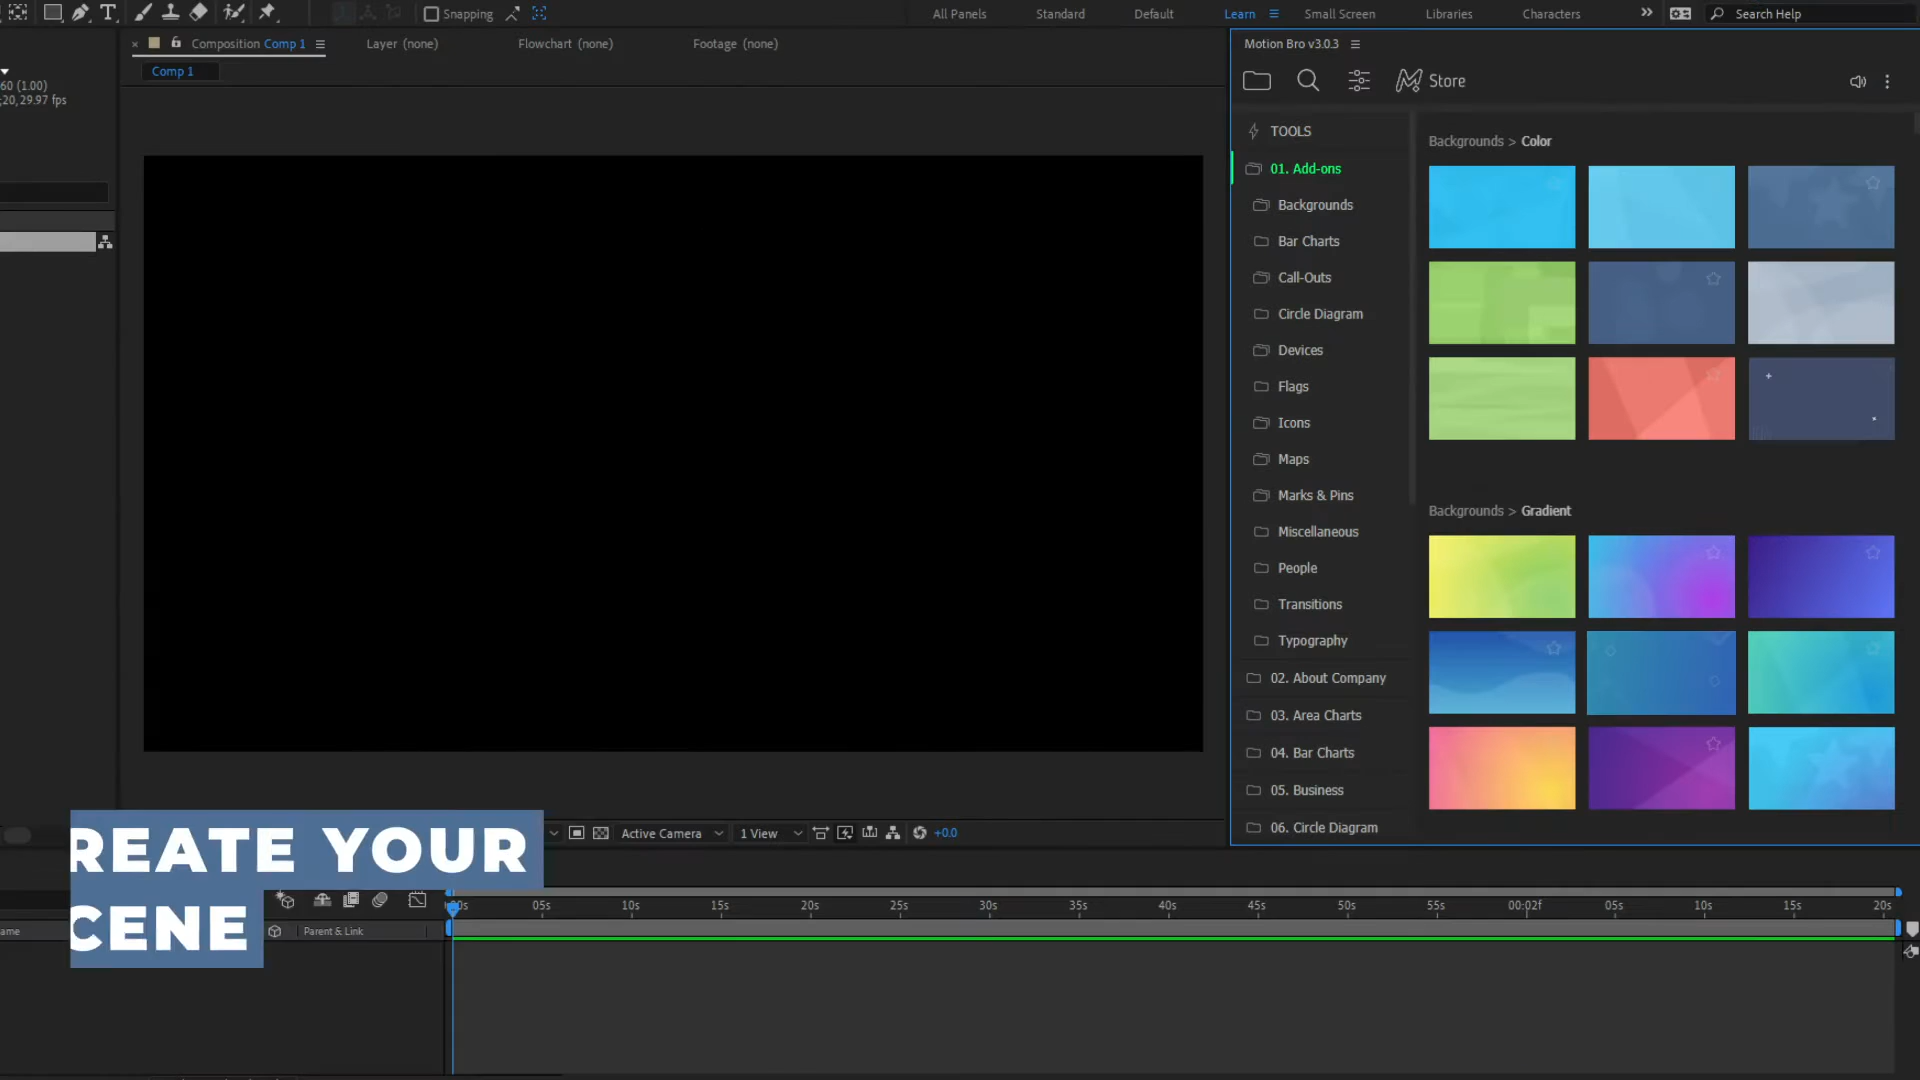 Snapping
All Panels
Standard
Default
Learn
Small Screen
Libraries
Characters
Search Help
60 (1.00)
;20, 29.97 fps
Composition Comp 1
Layer (none)
Flowchart (none)
Footage (none)
Comp 1
Motion Bro v3.0.3
Store
TOOLS
01. Add-ons
Backgrounds
Bar Charts
Call-Outs
Circle Diagram
Devices
Flags
Icons
Maps
Marks & Pins
Miscellaneous
People
Transitions
Typography
02. About Company
03. Area Charts
04. Bar Charts
05. Business
06. Circle Diagram
Backgrounds > Color
Backgrounds > Gradient
Active Camera
1 View
+0.0
REATE YOUR
CENE
ame
Parent & Link
00s
05s
10s
15s
20s
25s
30s
35s
40s
45s
50s
55s
00:02f
05s
10s
15s
20s